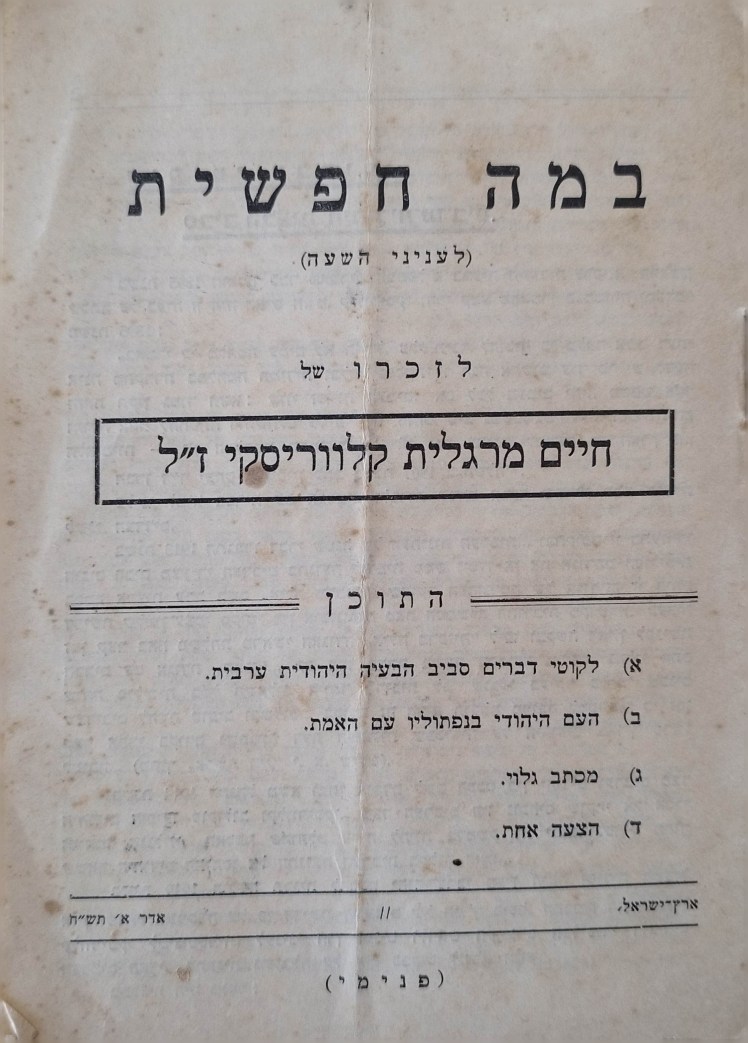 במה חפשית
(לעניני השעה)
לזכרו של
חיים מרגלית קלווריסקי ז״ל
התוכן
א) לקוטי דברים סביב הבעיה היהודית ערבית.
ב) העם היהודי בנפתוליו עם האמת.
ג) מכתב גלוי.
ד) הצעה אחת.
ארץ־ישראל, // אדר א׳ תש״ח
(פנימי)